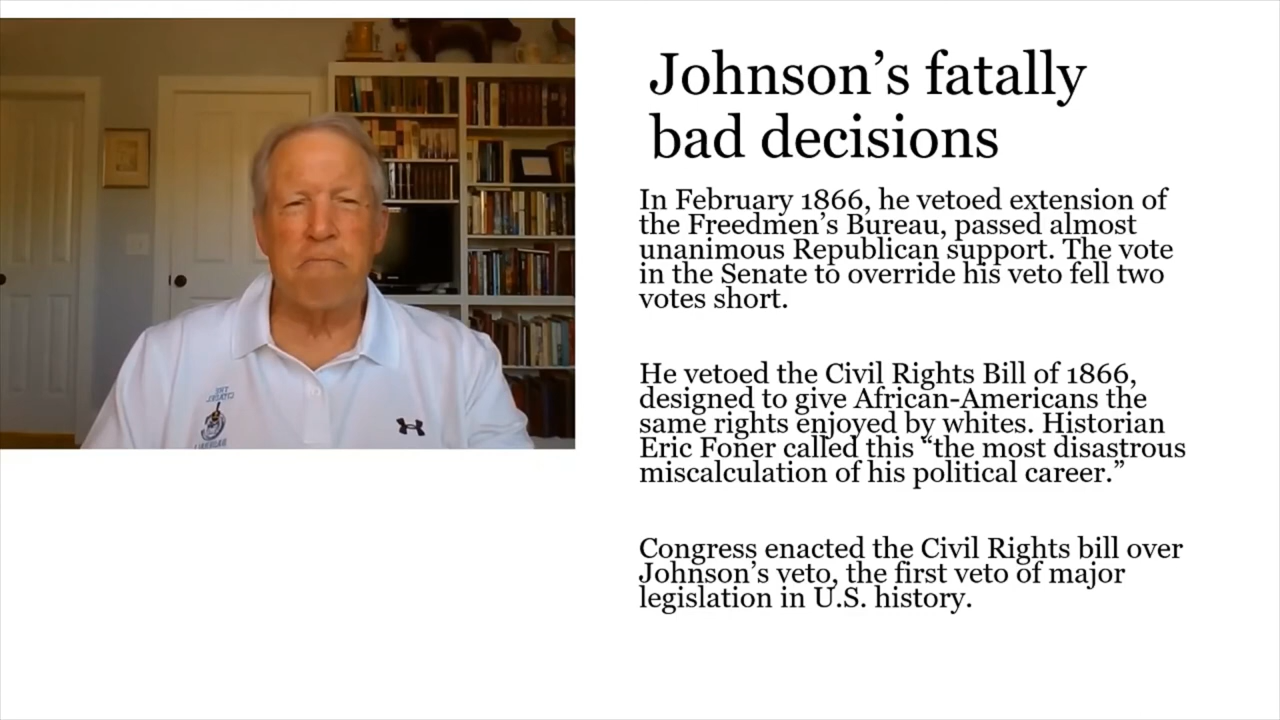 Johnson’s fatally
bad decisions
In February 1866, he vetoed extension of
the Freedmen’s Bureau, passed almost
unanimous Republican support. The vote
in the Senate to override his veto fell two
votes short.
He vetoed the Civil Rights Bill of 1866,
designed to give African-Americans the
same rights enjoyed by whites. Historian
Eric Foner called this “the most disastrous
miscalculation of his political career.”
Congress enacted the Civil Rights bill over
Johnson’s veto, the first veto of major
legislation in U.S. history.